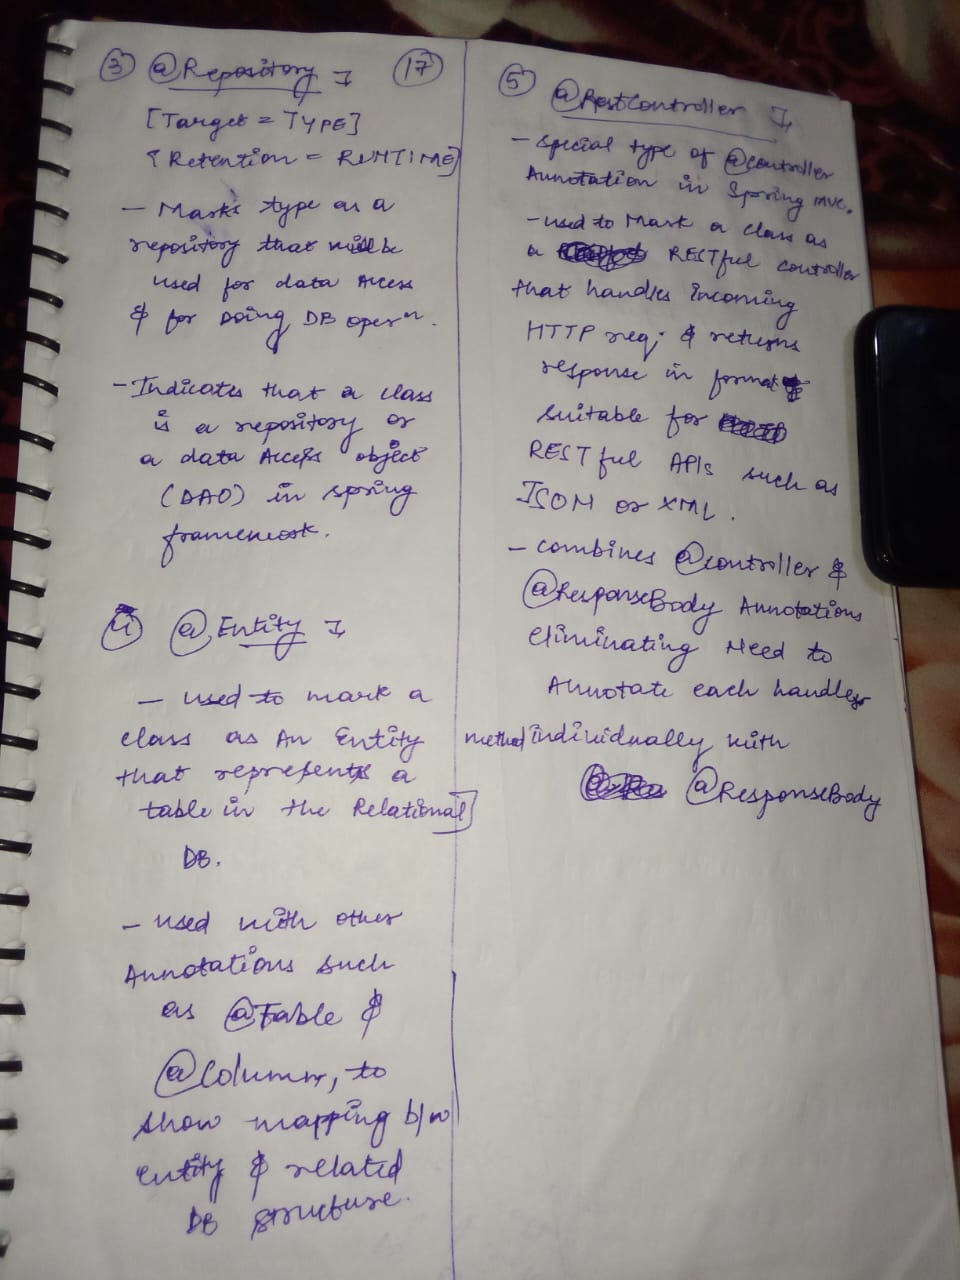 ③ @Repository :-
(17)
[Target = TYPE]
{Retention = RUNTIME}
- Marks type as a
repository that will be
used for data Access
& for Doing DB operⁿ.
- Indicates that a class
is a repository or
a data Access object
(DAO) in spring
framework.
④ @Entity :-
- used to mark a
class as An Entity
that represents a
table in the Relational]
DB.
- used with other
Annotations such
as @Table &
@Column, to
show mapping b/w
entity & related
DB structure.
⑤ @RestController :-
- Special type of @controller
Annotation in Spring MVC.
- used to Mark a class as
a RESTful controller
that handles incoming
HTTP req; & returns
response in format
suitable for
RESTful APIs such as
JSON or XML.
- combines @controller &
@ResponseBody Annotations
eliminating need to
Annotate each handler
method individually with
@ResponseBody